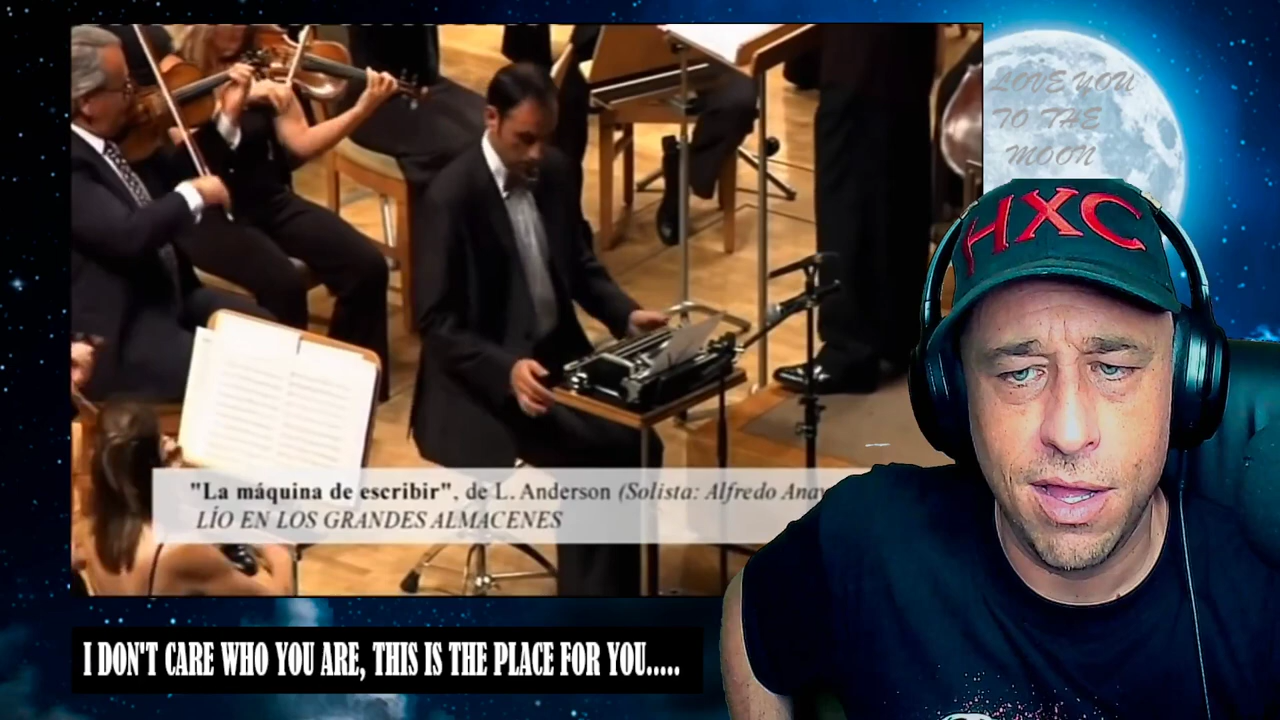 LOVE YOU
TO THE
MOON
HXC
"La máquina de escribir", de L. Anderson (Solista: Alfredo
LÍO EN LOS GRANDES ALMACENES
I DON'T CARE WHO YOU ARE, THIS IS THE PLACE FOR YOU.....